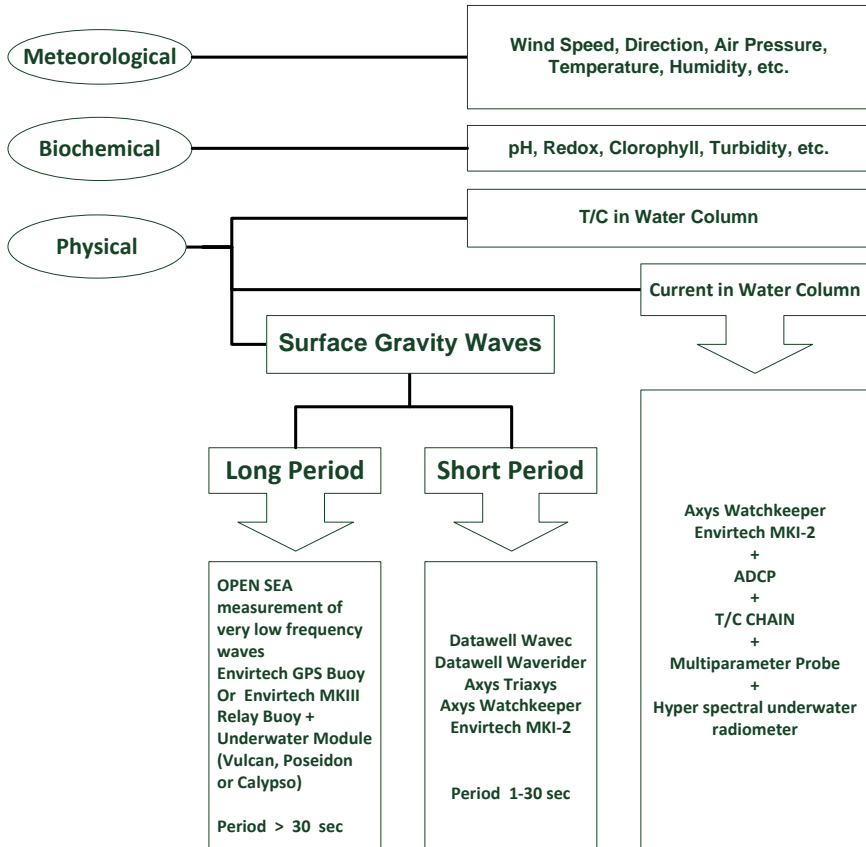 Meteorological
Wind Speed, Direction, Air Pressure,
Temperature, Humidity, etc.
Biochemical
pH, Redox, Clorophyll, Turbidity, etc.
Physical
T/C in Water Column
Current in Water Column
Surface Gravity Waves
Long Period
Short Period
OPEN SEA
measurement of
very low frequency
waves
Envirtech GPS Buoy
Or Envirtech MKIII
Relay Buoy +
Underwater Module
(Vulcan, Poseidon
or Calypso)
Period > 30 sec
Datawell Wavec
Datawell Waverider
Axys Triaxys
Axys Watchkeeper
Envirtech MKI-2
Period 1-30 sec
Axys Watchkeeper
Envirtech MKI-2
+
ADCP
+
T/C CHAIN
+
Multiparameter Probe
+
Hyper spectral underwater
radiometer